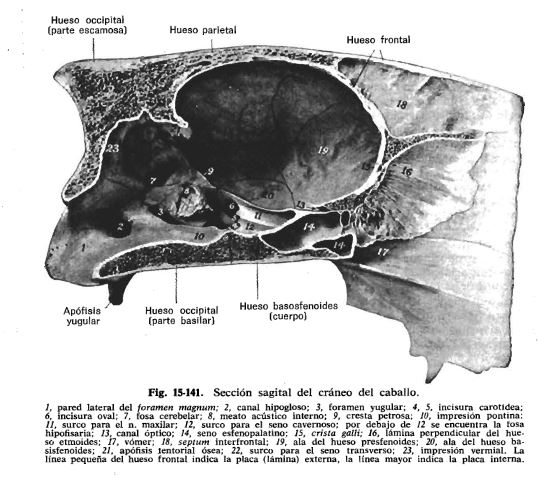 Hueso occipital
(parte escamosa)
Hueso parietal
Hueso frontal
18
23
21
19
15
16
9
7
8
20
13
6
11
3
12
14
2
10
1
14
17
Apófisis
yugular
Hueso occipital
(parte basilar)
Hueso basosfenoides
(cuerpo)
Fig. 15-141. Sección sagital del cráneo del caballo.
1, pared lateral del foramen magnum; 2, canal hipogloso; 3, foramen yugular; 4, 5, incisura carotídea;
6, incisura oval; 7, fosa cerebelar; 8, meato acústico interno; 9, cresta petrosa; 10, impresión pontina;
11, surco para el n. maxilar; 12, surco para el seno cavernoso; por debajo de 12 se encuentra la fosa
hipofisaria; 13, canal óptico; 14, seno esfenopalatino; 15, crista galli; 16, lámina perpendicular del hue-
so etmoides; 17, vómer; 18, septum interfrontal; 19, ala del hueso presfenoides; 20, ala del hueso ba-
sisfenoides; 21, apófisis tentorial ósea; 22, surco para el seno transverso; 23, impresión vermial. La
línea pequeña del hueso frontal indica la placa (lámina) externa, la línea mayor indica la placa interna.